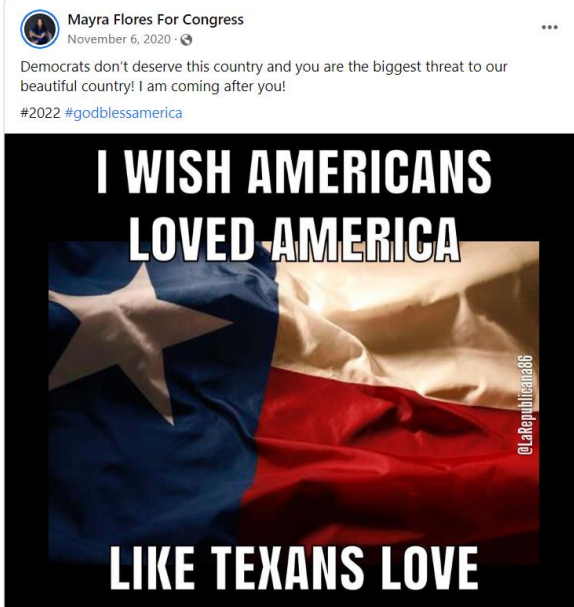 Mayra Flores For Congress
November 6, 2020 ·
Democrats don't deserve this country and you are the biggest threat to our
beautiful country! I am coming after you!
#2022 #godblessamerica
I WISH AMERICANS
LOVED AMERICA
@LaRepublicana86
LIKE TEXANS LOVE